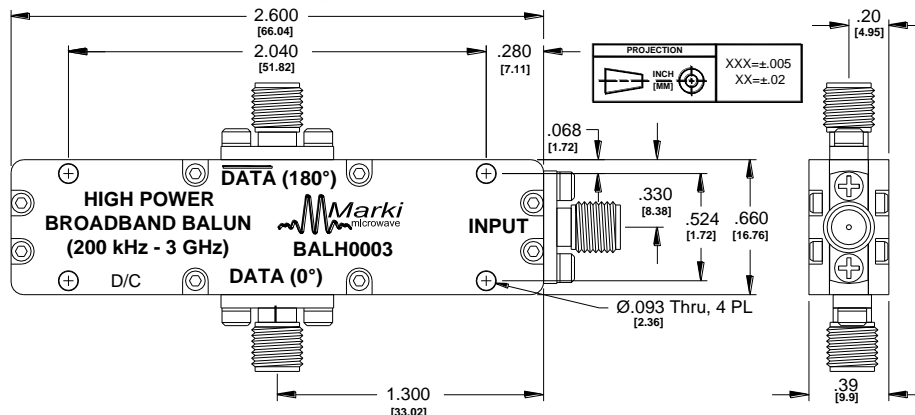 2.600
[66.04]
2.040
[51.82]
.280
[7.11]
PROJECTION
INCH
[MM]
XXX=±.005
XX=±.02
.20
[4.95]
.068
[1.72]
DATA (180°)
HIGH POWER
BROADBAND BALUN
(200 kHz - 3 GHz)
Marki
microwave
BALH0003
INPUT
D/C
DATA (0°)
.330
[8.38]
.524
[1.72]
.660
[16.76]
Ø.093 Thru, 4 PL
[2.36]
1.300
[33.02]
.39
[9.9]